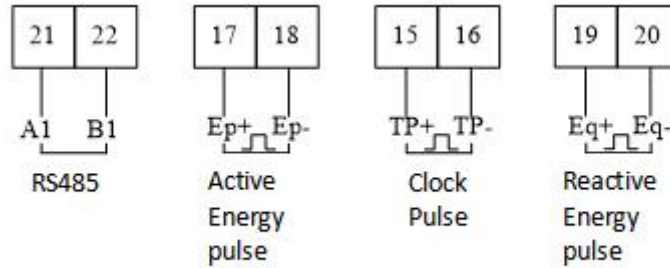 21 22 17 18 15 16 19 20
A1 B1 Ep+ Ep- TP+ TP- Eq+ Eq-
RS485 Active Clock Reactive
Energy Pulse Energy
pulse pulse